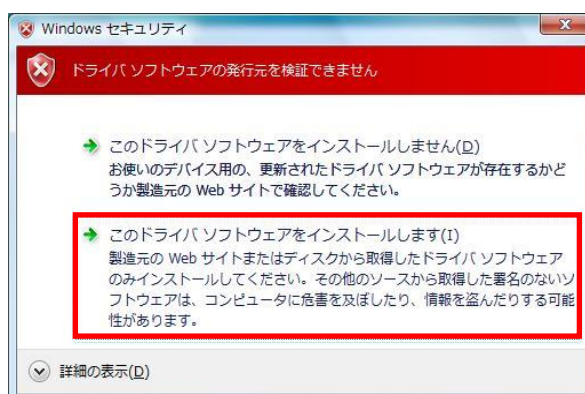 Windows セキュリティ
ドライバ ソフトウェアの発行元を検証できません
このドライバ ソフトウェアをインストールしません(D)
お使いのデバイス用の、更新されたドライバ ソフトウェアが存在するかど
うか製造元の Web サイトで確認してください。
このドライバ ソフトウェアをインストールします(I)
製造元の Web サイトまたはディスクから取得したドライバ ソフトウェア
のみインストールしてください。その他のソースから取得した署名のないソ
フトウェアは、コンピュータに危害を及ぼしたり、情報を盗んだりする可能
性があります。
詳細の表示(D)